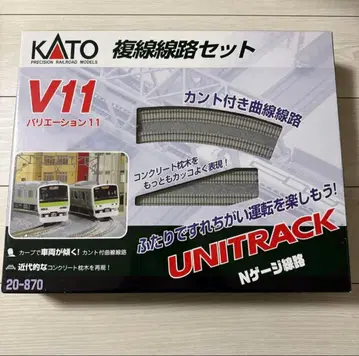 KATO
PRECISION RAILROAD MODELS
複線線路セット
V11
バリエーション11
カント付き曲線線路
コンクリート枕木を
もっともカッコよく表現!
ふたりですれちがい運転を楽しもう!
UNITRACK
Nゲージ線路
カーブで車両が傾く!カント付曲線線路
近代的なコンクリート枕木を再現!
20-870